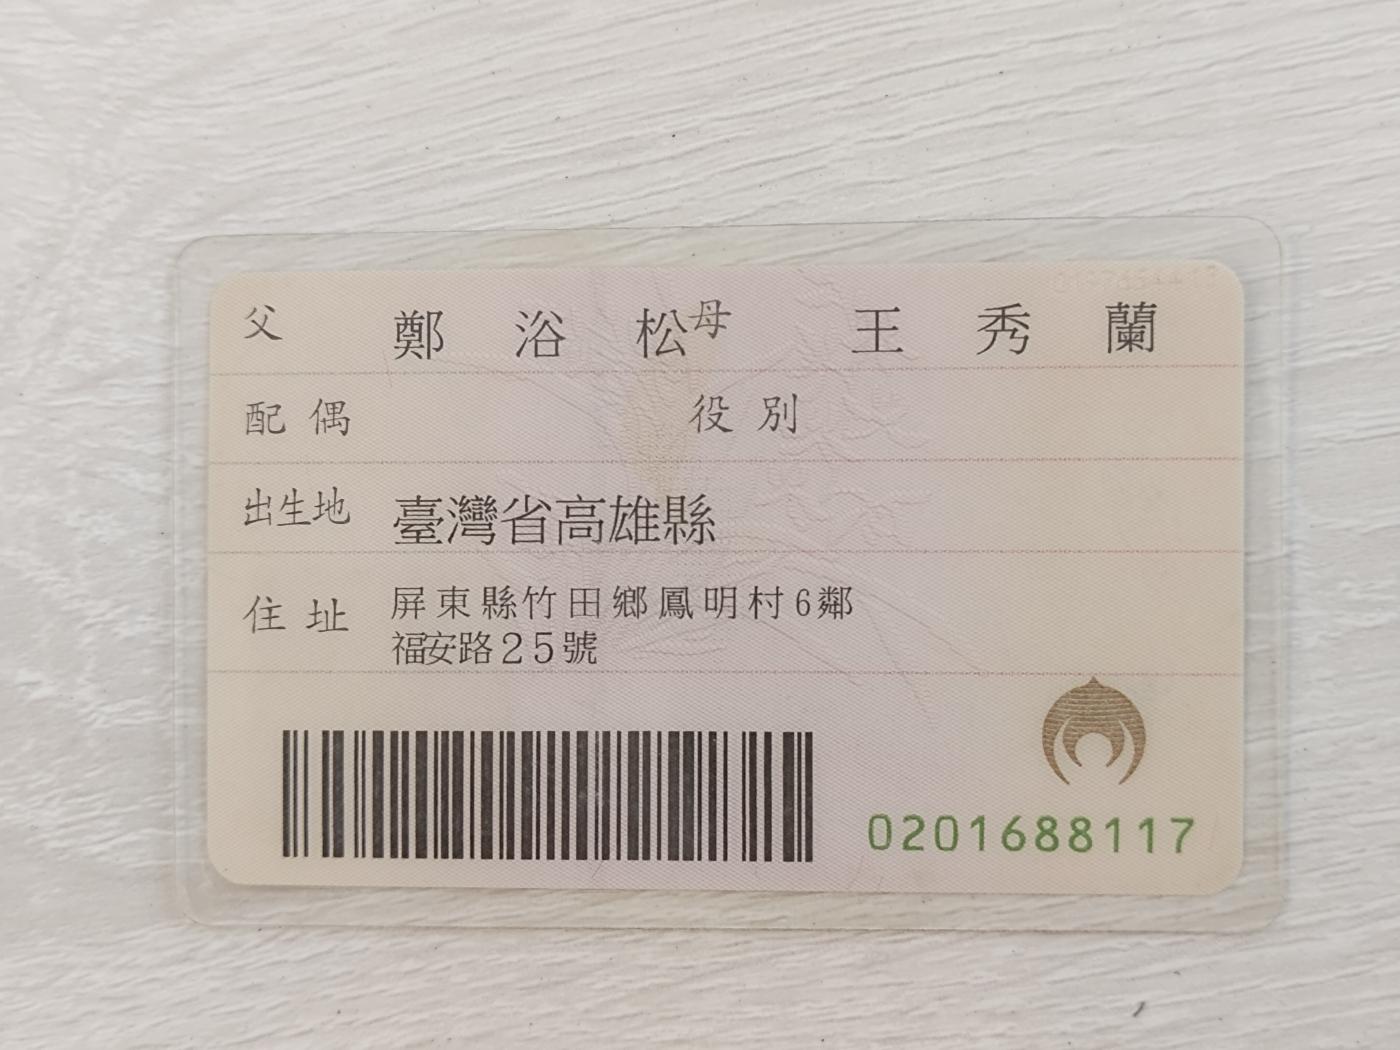 父 鄭浴松 母 王秀蘭
配偶 役別
出生地 臺灣省高雄縣
住址 屏東縣竹田鄉鳳明村6鄰
福安路25號
0201688117